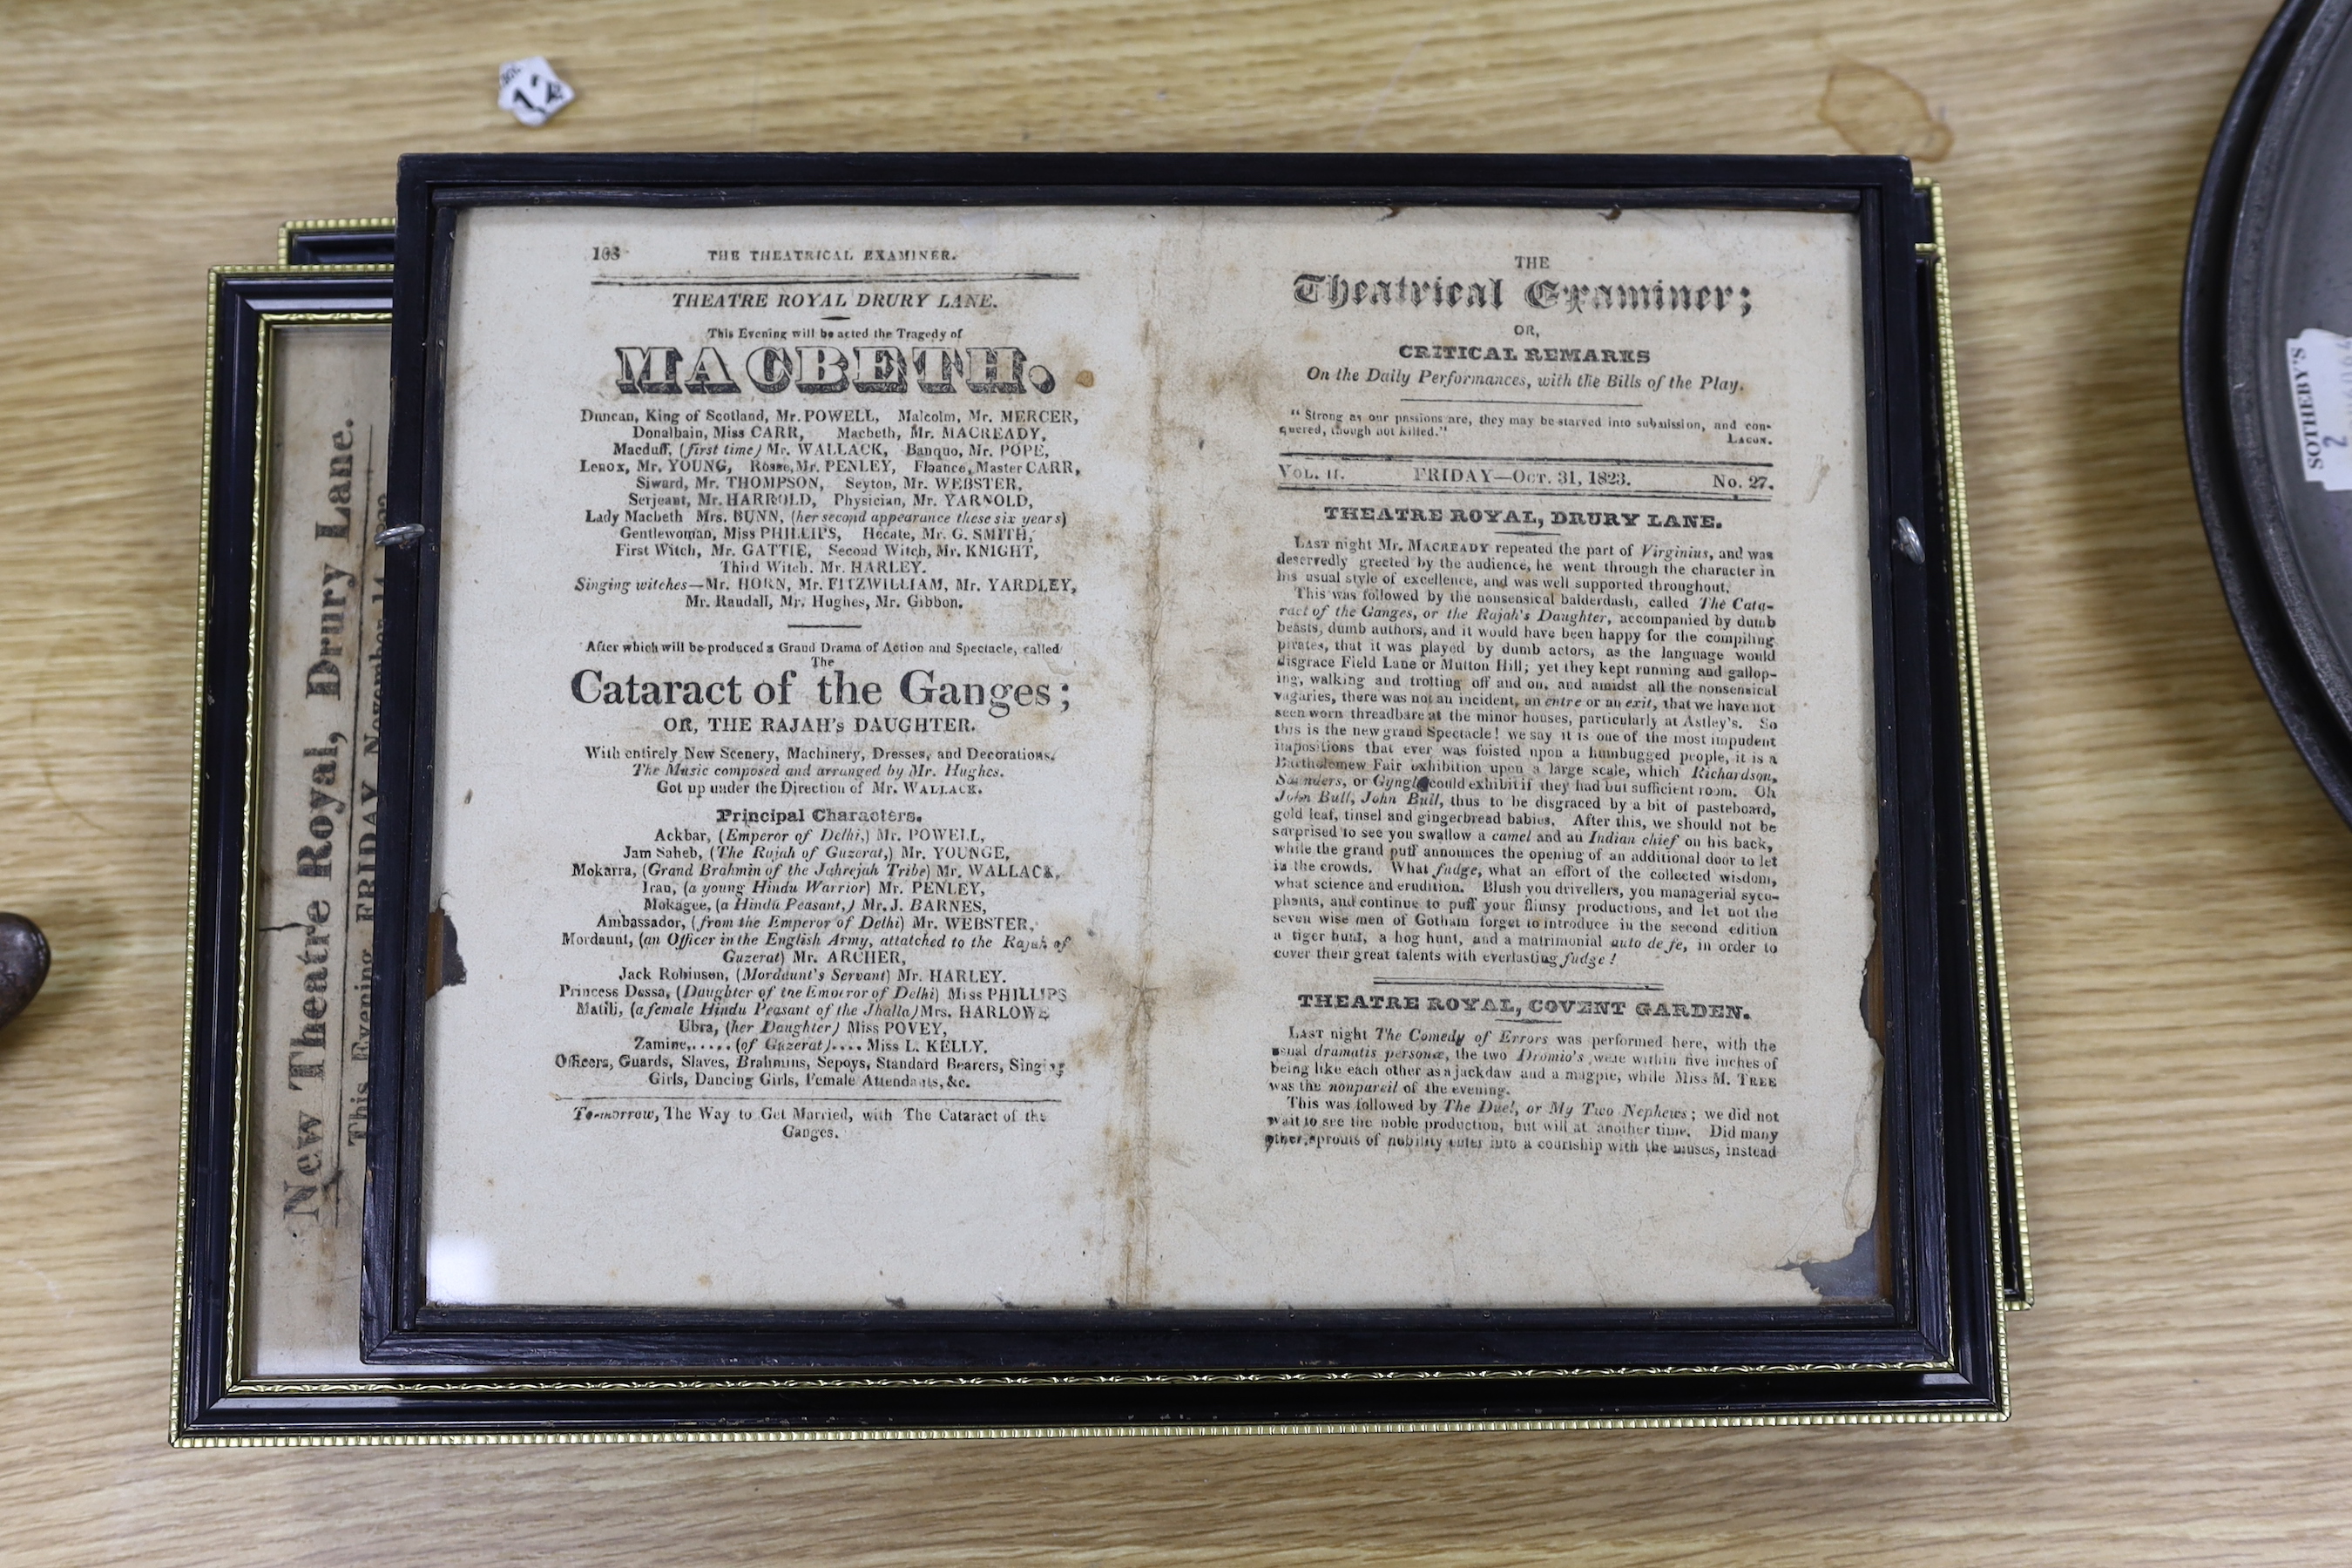 108 THE THEATRICAL EXAMINER.
THEATRE ROYAL DRURY LANE.
This Evening will be acted the Tragedy of
MACBETH.
Duncan, King of Scotland, Mr. POWELL, Malcolm, Mr. MERCER,
Donalbain, Miss CARR, Macbeth, Mr. MACREADY,
Macduff, (first time) Mr. WALLACK, Banquo, Mr. POPE,
Lenox, Mr. YOUNG, Rosse, Mr. PENLEY, Fleance, Master CARR,
Siward, Mr. THOMPSON, Seyton, Mr. WEBSTER,
Serjeant, Mr. HARROLD, Physician, Mr. YARNOLD,
Lady Macbeth Mrs. BUNN, (her second appearance these six years)
Gentlewoman, Miss PHILLIPS, Hecate, Mr. G. SMITH,
First Witch, Mr. GATTIE, Second Witch, Mr. KNIGHT,
Third Witch. Mr. HARLEY.
Singing witches—Mr. HORN, Mr. FITZWILLIAM, Mr. YARDLEY,
Mr. Randall, Mr. Hughes, Mr. Gibbon.
After which will be produced a Grand Drama of Action and Spectacle, called
The
Cataract of the Ganges;
OR, THE RAJAH's DAUGHTER.
With entirely New Scenery, Machinery, Dresses, and Decorations.
The Music composed and arranged by Mr. Hughes.
Got up under the Direction of Mr. WALLACK.
Principal Characters.
Ackbar, (Emperor of Delhi,) Mr. POWELL,
Jam Saheb, (The Rajah of Guzerat,) Mr. YOUNGE,
Mokarra, (Grand Brahmin of the Jahrejah Tribe) Mr. WALLACK,
Iran, (a young Hindu Warrior) Mr. PENLEY,
Mokagee, (a Hindu Peasant,) Mr. J. BARNES,
Ambassador, (from the Emperor of Delhi) Mr. WEBSTER,
Mordaunt, (an Officer in the English Army, attatched to the Rajah of
Guzerat) Mr. ARCHER,
Jack Robinson, (Mordaunt's Servant) Mr. HARLEY.
Princess Dessa, (Daughter of the Emperor of Delhi) Miss PHILLIPS
Matili, (a female Hindu Peasant of the Jhalla) Mrs. HARLOWE
Ubra, (her Daughter) Miss POVEY,
Zamine,..... (of Guzerat).... Miss L. KELLY.
Officers, Guards, Slaves, Brahmins, Sepoys, Standard Bearers, Singing
Girls, Dancing Girls, Female Attendants, &c.
To-morrow, The Way to Get Married, with The Cataract of the
Ganges.
THE
Theatrical Examiner;
OR,
CRITICAL REMARKS
On the Daily Performances, with the Bills of the Play.
"Strong as our passions are, they may be starved into submission, and con-
quered, though not killed." LACON.
VOL. II. FRIDAY—OCT. 31, 1823. No. 27.
THEATRE ROYAL, DRURY LANE.
LAST night Mr. MACREADY repeated the part of Virginius, and was
deservedly greeted by the audience, he went through the character in
his usual style of excellence, and was well supported throughout.
This was followed by the nonsensical balderdash, called The Cata-
ract of the Ganges, or the Rajah's Daughter, accompanied by dumb
beasts, dumb authors, and it would have been happy for the compiling
pirates, that it was played by dumb actors, as the language would
disgrace Field Lane or Mutton Hill; yet they kept running and gallop-
ing, walking and trotting off and on, and amidst all the nonsensical
vagaries, there was not an incident, an entre or an exit, that we have not
seen worn threadbare at the minor houses, particularly at Astley's. So
this is the new grand Spectacle! we say it is one of the most impudent
impositions that ever was foisted upon a humbugged people, it is a
Bartholomew Fair exhibition upon a large scale, which Richardson,
Saunders, or Gyngle could exhibit if they had but sufficient room. Oh
John Bull, John Bull, thus to be disgraced by a bit of pasteboard,
gold leaf, tinsel and gingerbread babies. After this, we should not be
surprised to see you swallow a camel and an Indian chief on his back,
while the grand puff announces the opening of an additional door to let
in the crowds. What fudge, what an effort of the collected wisdom,
what science and erudition. Blush you drivellers, you managerial syco-
phants, and continue to puff your flimsy productions, and let not the
seven wise men of Gotham forget to introduce in the second edition
a tiger hunt, a hog hunt, and a matrimonial auto de fe, in order to
cover their great talents with everlasting fudge!
THEATRE ROYAL, COVENT GARDEN.
LAST night The Comedy of Errors was performed here, with the
usual dramatis personæ, the two Dromio's were within five inches of
being like each other as a jackdaw and a magpie, while Miss M. TREE
was the nonpareil of the evening.
This was followed by The Duel, or My Two Nephews; we did not
wait to see the noble production, but will at another time. Did many
other sprouts of nobility enter into a courtship with the muses, instead
New Theatre Royal, Drury Lane.
This Evening, FRIDAY, November 14,
SOTHEBY'S
2
12